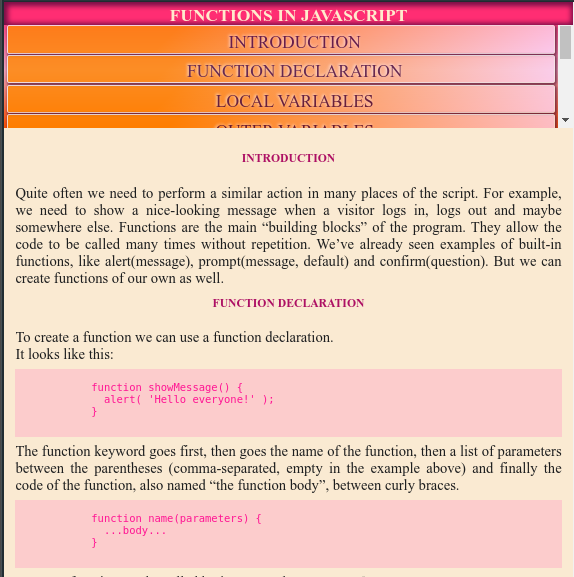 FUNCTIONS IN JAVASCRIPT
INTRODUCTION
FUNCTION DECLARATION
LOCAL VARIABLES
OUTER VARIABLES
INTRODUCTION
Quite often we need to perform a similar action in many places of the script. For example,
we need to show a nice-looking message when a visitor logs in, logs out and maybe
somewhere else. Functions are the main “building blocks” of the program. They allow the
code to be called many times without repetition. We’ve already seen examples of built-in
functions, like alert(message), prompt(message, default) and confirm(question). But we can
create functions of our own as well.
FUNCTION DECLARATION
To create a function we can use a function declaration.
It looks like this:
function showMessage() {
alert( 'Hello everyone!' );
}
The function keyword goes first, then goes the name of the function, then a list of parameters
between the parentheses (comma-separated, empty in the example above) and finally the
code of the function, also named “the function body”, between curly braces.
function name(parameters) {
...body...
}